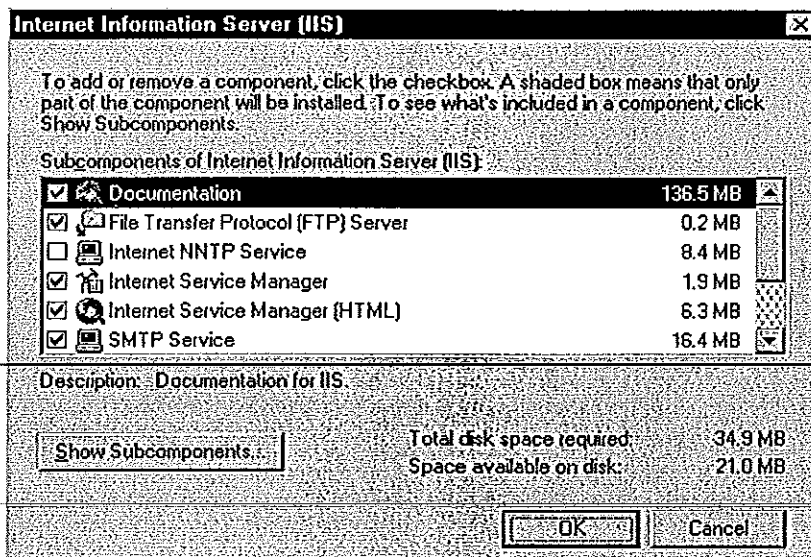 Internet Information Server (IIS)
To add or remove a component, click the checkbox. A shaded box means that only
part of the component will be installed. To see what's included in a component, click
Show Subcomponents.
Subcomponents of Internet Information Server (IIS):
Documentation 136.5 MB
File Transfer Protocol (FTP) Server 0.2 MB
Internet NNTP Service 8.4 MB
Internet Service Manager 1.9 MB
Internet Service Manager (HTML) 6.3 MB
SMTP Service 16.4 MB
Description: Documentation for IIS.
Show Subcomponents...
Total disk space required: 34.9 MB
Space available on disk: 21.0 MB
OK
Cancel